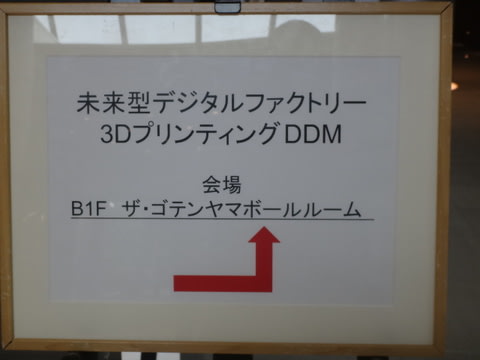 未来型デジタルファクトリー
3DプリンティングDDM
会場
B1F ザ・ゴテンヤマボールルーム